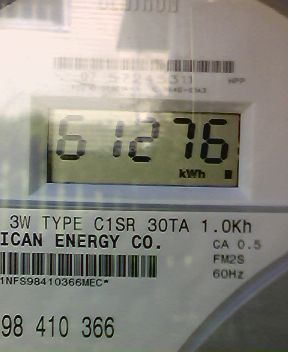 CENTRON
61276
kWh
3W TYPE C1SR 30TA 1.0Kh
ICAN ENERGY CO.
CA 0.5
FM2S
60Hz
1NFS98410366MEC*
98 410 366